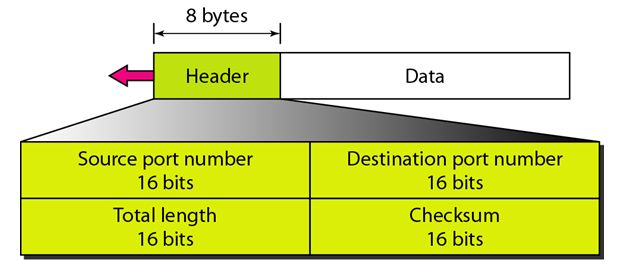 8 bytes
Header
Data
Source port number
16 bits
Destination port number
16 bits
Total length
16 bits
Checksum
16 bits